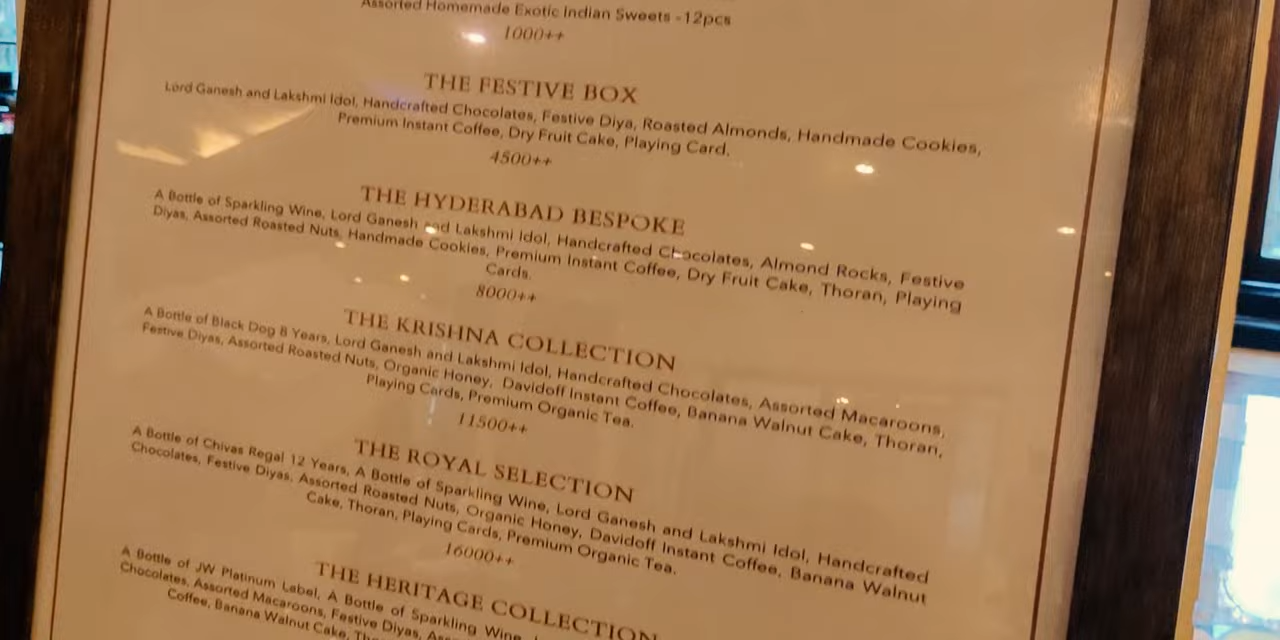 Assorted Homemade Exotic Indian Sweets -12pcs
1000++
THE FESTIVE BOX
Lord Ganesh and Lakshmi Idol, Handcrafted Chocolates, Festive Diya, Roasted Almonds, Handmade Cookies,
Premium Instant Coffee, Dry Fruit Cake, Playing Card.
4500++
THE HYDERABAD BESPOKE
A Bottle of Sparkling Wine, Lord Ganesh and Lakshmi Idol, Handcrafted Chocolates, Almond Rocks, Festive
Diyas, Assorted Roasted Nuts, Handmade Cookies, Premium Instant Coffee, Dry Fruit Cake, Thoran, Playing
Cards.
8000++
THE KRISHNA COLLECTION
A Bottle of Black Dog 8 Years, Lord Ganesh and Lakshmi Idol, Handcrafted Chocolates, Assorted Macaroons,
Festive Diyas, Assorted Roasted Nuts, Organic Honey, Davidoff Instant Coffee, Banana Walnut Cake, Thoran,
Playing Cards, Premium Organic Tea.
11500++
THE ROYAL SELECTION
A Bottle of Chivas Regal 12 Years, A Bottle of Sparkling Wine, Lord Ganesh and Lakshmi Idol, Handcrafted
Chocolates, Festive Diyas, Assorted Roasted Nuts, Organic Honey, Davidoff Instant Coffee, Banana Walnut
Cake, Thoran, Playing Cards, Premium Organic Tea.
16000++
THE HERITAGE COLLECTION
A Bottle of JW Platinum Label, A Bottle of Sparkling Wine,
Chocolates, Assorted Macaroons, Festive Diyas,
Coffee, Banana Walnut Cake,